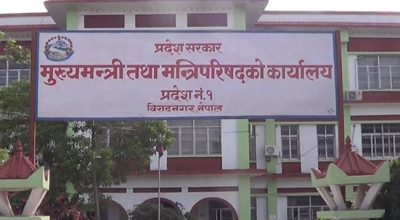 प्रदेश सरकार
मुख्यमन्त्री तथा मन्त्रिपरिषद्को कार्यालय
प्रदेश नं. १
विराटनगर, नेपाल